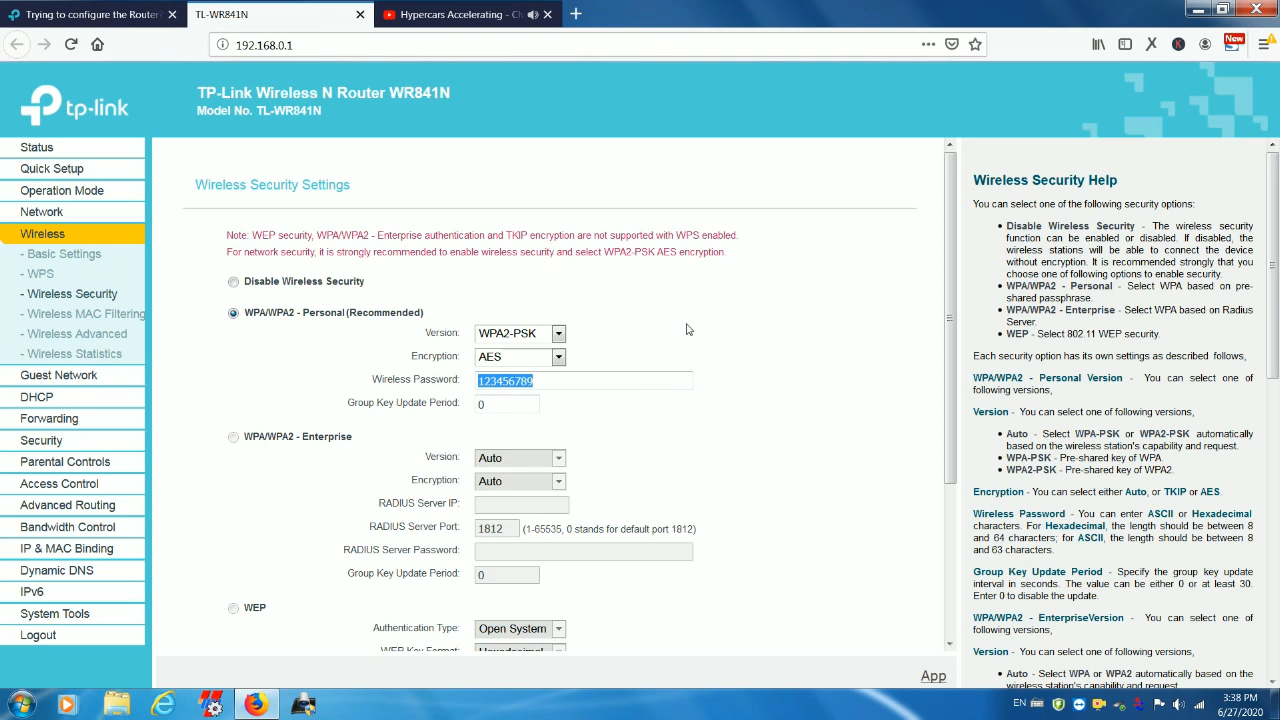 Trying to configure the Router
TL-WR841N
Hypercars Accelerating - Ch
192.168.0.1
New
tp-link
TP-Link Wireless N Router WR841N
Model No. TL-WR841N
Status
Quick Setup
Operation Mode
Network
Wireless
- Basic Settings
- WPS
- Wireless Security
- Wireless MAC Filtering
- Wireless Advanced
- Wireless Statistics
Guest Network
DHCP
Forwarding
Security
Parental Controls
Access Control
Advanced Routing
Bandwidth Control
IP & MAC Binding
Dynamic DNS
IPv6
System Tools
Logout
Wireless Security Settings
Note: WEP security, WPA/WPA2 - Enterprise authentication and TKIP encryption are not supported with WPS enabled.
For network security, it is strongly recommended to enable wireless security and select WPA2-PSK AES encryption.
Disable Wireless Security
WPA/WPA2 - Personal (Recommended)
Version: WPA2-PSK
Encryption: AES
Wireless Password: 123456789
Group Key Update Period: 0
WPA/WPA2 - Enterprise
Version: Auto
Encryption: Auto
RADIUS Server IP:
RADIUS Server Port: 1812 (1-65535, 0 stands for default port 1812)
RADIUS Server Password:
Group Key Update Period: 0
WEP
Authentication Type: Open System
WEP Key Format: Hexadecimal
App
Wireless Security Help
You can select one of the following security options:
Disable Wireless Security - The wireless
security function can be enabled or
disabled. If disabled, the
wireless stations will be able to connect the device
without encryption. It is recommended strongly that you
choose one of following options to enable security.
WPA/WPA2 - Personal - Select WPA based on pre-
shared passphrase.
WPA/WPA2 - Enterprise - Select WPA based on Radius
Server.
WEP - Select 802.11 WEP security.
Each security option has its own settings as described follows,
WPA/WPA2 - Personal Version - You can select one of
following versions,
Version - You can select one of following versions,
Auto - Select WPA-PSK or WPA2-PSK automatically
based on the wireless station's capability and request.
WPA-PSK - Pre-shared key of WPA.
WPA2-PSK - Pre-shared key of WPA2.
Encryption - You can select either Auto, or TKIP or AES.
Wireless Password - You can enter ASCII or Hexadecimal
characters. For Hexadecimal, the length should be between 8
and 64 characters; for ASCII, the length should be between 8
and 63 characters.
Group Key Update Period - Specify the group key update
interval in seconds. The value can be either 0 or at least 30.
Enter 0 to disable the update.
WPA/WPA2 - EnterpriseVersion - You can select one of
following versions,
Version - You can select one of following versions,
Auto - Select WPA or WPA2 automatically based on the
wireless station's capability and request.
EN
3:38 PM
6/27/2020